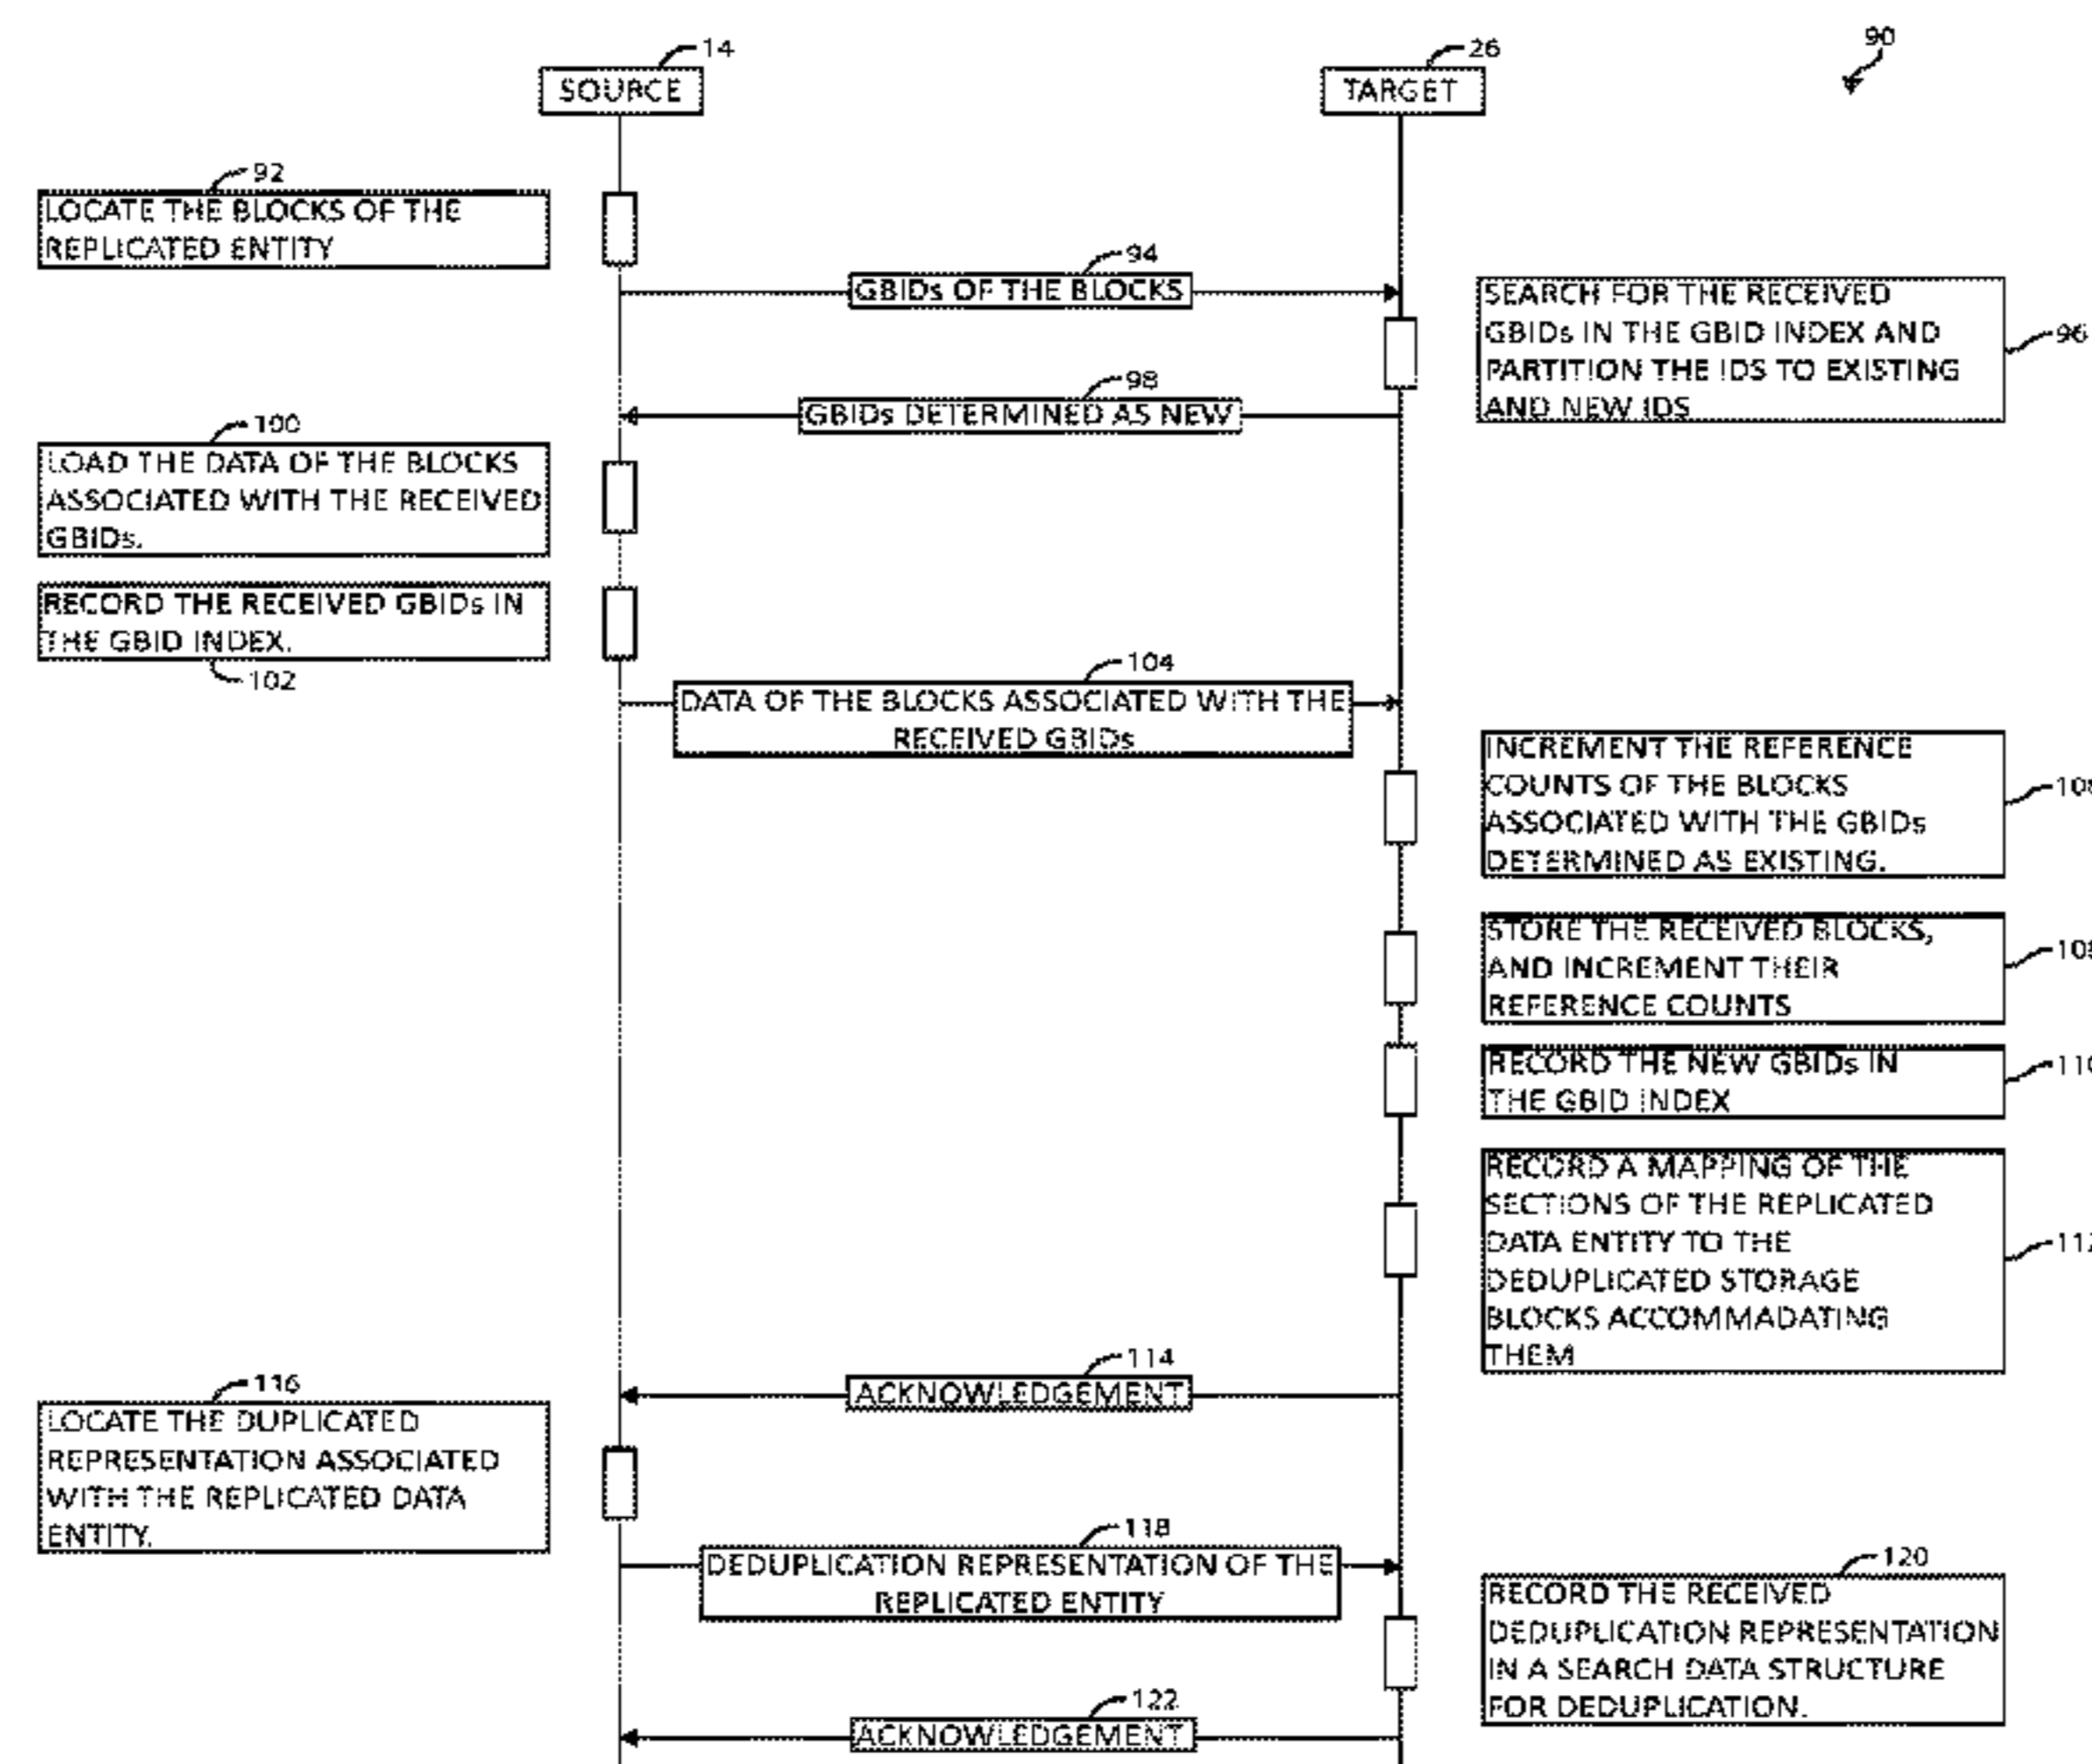 14
SOURCE
26
TARGET
90
92
LOCATE THE BLOCKS OF THE
REPLICATED ENTITY
94
GBIDs OF THE BLOCKS
SEARCH FOR THE RECEIVED
GBIDs IN THE GBID INDEX AND
PARTITION THE IDS TO EXISTING
AND NEW IDS
96
98
GBIDs DETERMINED AS NEW
100
LOAD THE DATA OF THE BLOCKS
ASSOCIATED WITH THE RECEIVED
GBIDs.
RECORD THE RECEIVED GBIDs IN
THE GBID INDEX.
102
104
DATA OF THE BLOCKS ASSOCIATED WITH THE
RECEIVED GBIDs
INCREMENT THE REFERENCE
COUNTS OF THE BLOCKS
ASSOCIATED WITH THE GBIDs
DETERMINED AS EXISTING.
STORE THE RECEIVED BLOCKS,
AND INCREMENT THEIR
REFERENCE COUNTS
RECORD THE NEW GBIDs IN
THE GBID INDEX
RECORD A MAPPING OF THE
SECTIONS OF THE REPLICATED
DATA ENTITY TO THE
DEDUPLICATED STORAGE
BLOCKS ACCOMMADATING
THEM
114
ACKNOWLEDGEMENT
116
LOCATE THE DUPLICATED
REPRESENTATION ASSOCIATED
WITH THE REPLICATED DATA
ENTITY.
118
DEDUPLICATION REPRESENTATION OF THE
REPLICATED ENTITY
120
RECORD THE RECEIVED
DEDUPLICATION REPRESENTATION
IN A SEARCH DATA STRUCTURE
FOR DEDUPLICATION.
122
ACKNOWLEDGEMENT